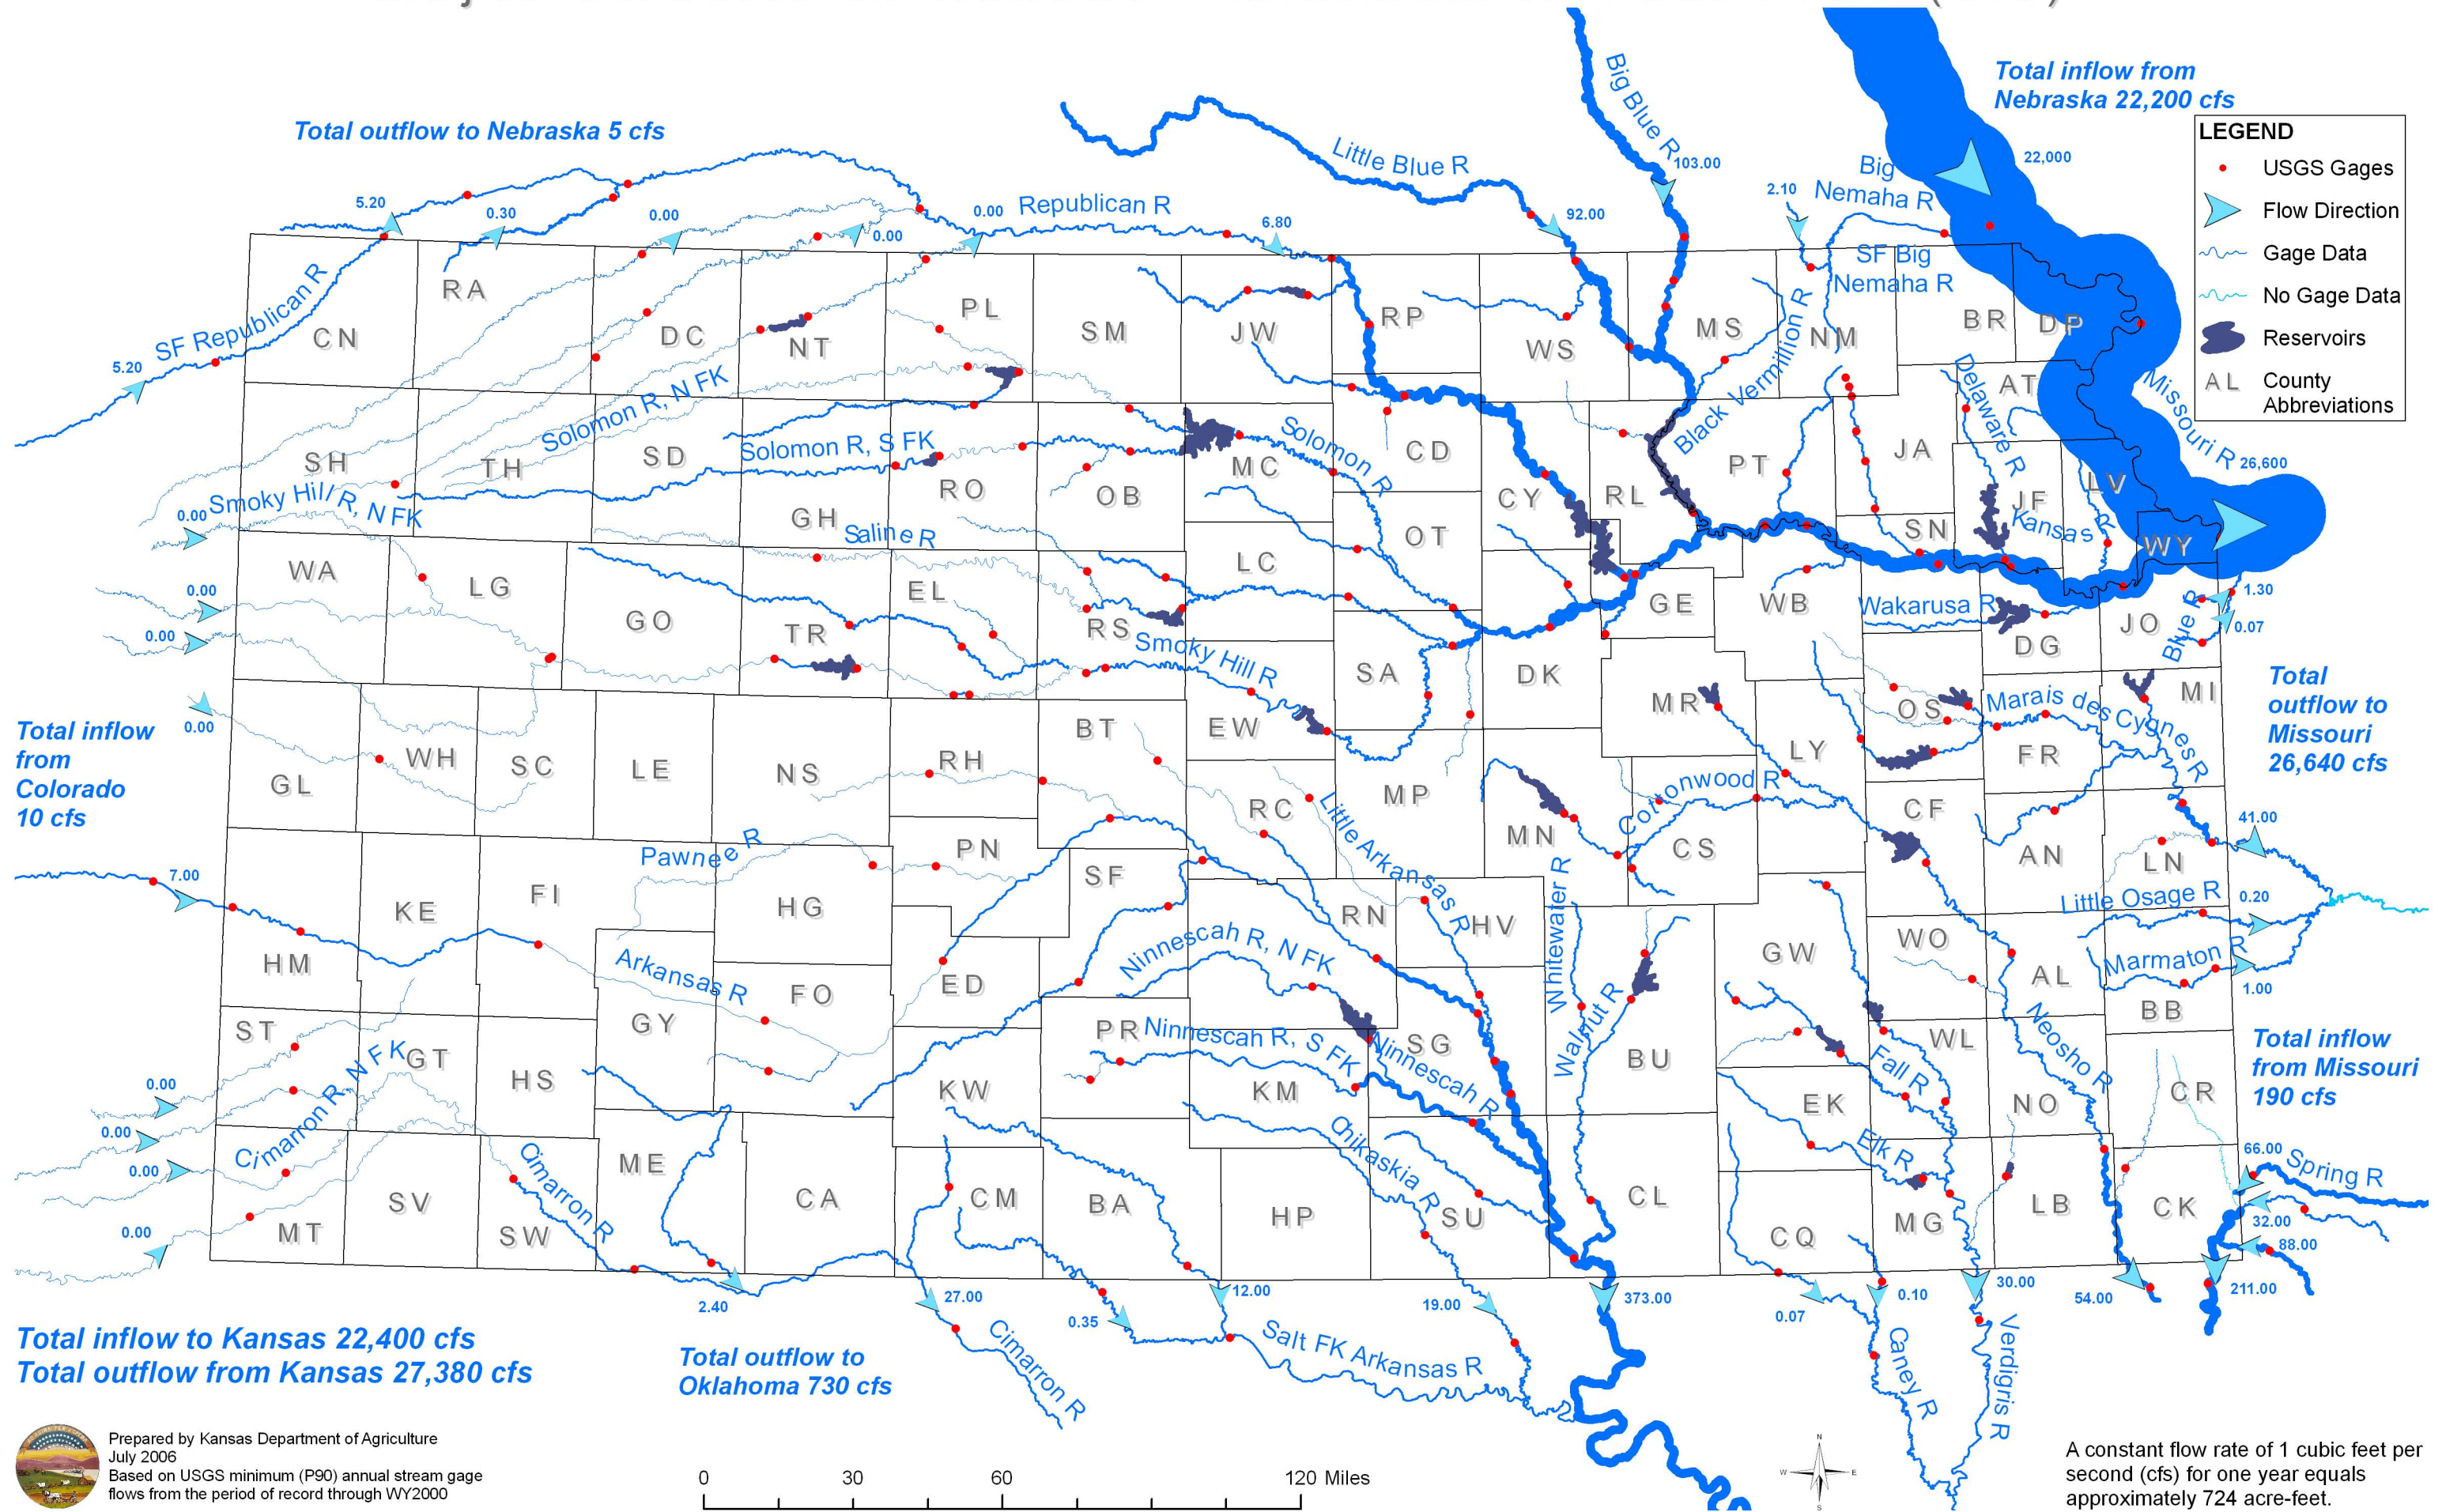 Total inflow from
Nebraska 22,200 cfs
Total outflow to Nebraska 5 cfs
LEGEND
USGS Gages
Flow Direction
Gage Data
No Gage Data
Reservoirs
AL County
Abbreviations
Big Blue R
103.00
22,000
Little Blue R
Big
Nemaha R
2.10
5.20
0.30
0.00
0.00
0.00
Republican R
6.80
92.00
SF Big
Nemaha R
SF Republican R
5.20
CN
RA
DC
NT
PL
SM
JW
RP
WS
MS
NM
BR
DP
Black Vermillion R
Delaware R
AT
Missouri R
26,600
Solomon R, N FK
Solomon R, S FK
Solomon R
SH
TH
SD
GH
RO
OB
MC
CD
CY
RL
PT
JA
JF
LV
Smoky Hill R, N FK
0.00
Saline R
OT
SN
Kansas R
WY
WA
LG
GO
TR
EL
RS
LC
GE
WB
Wakarusa R
DG
JO
Blue R
1.30
0.07
0.00
0.00
Smoky Hill R
SA
DK
MR
OS
Marais des Cygnes R
MI
Total
outflow to
Missouri
26,640 cfs
0.00
Total inflow
from
Colorado
10 cfs
GL
WH
SC
LE
NS
RH
BT
EW
RC
MP
MN
Cottonwood R
CS
LY
CF
FR
AN
LN
41.00
Little Arkansas R
Pawnee R
PN
SF
7.00
KE
FI
HG
HM
RN
HV
Whitewater R
Walnut R
GW
WO
AL
BB
Little Osage R
0.20
Marmaton R
1.00
Arkansas R
GY
FO
ED
Ninnescah R, N FK
Ninnescah R, S FK
Ninnescah R
PR
SG
BU
Fall R
WL
Neosho R
Total inflow
from Missouri
190 cfs
ST
GT
HS
KW
KM
EK
NO
CR
0.00
0.00
0.00
0.00
Cimarron R, N FK
Cimarron R
Chikaskia R
Elk R
66.00
Spring R
32.00
88.00
211.00
MT
SV
SW
ME
CA
CM
BA
HP
SU
CL
CQ
MG
LB
CK
2.40
27.00
0.35
12.00
19.00
373.00
0.07
0.10
30.00
54.00
Total inflow to Kansas 22,400 cfs
Total outflow from Kansas 27,380 cfs
Total outflow to
Oklahoma 730 cfs
Cimarron R
Salt FK Arkansas R
Caney R
Verdigris R
Prepared by Kansas Department of Agriculture
July 2006
Based on USGS minimum (P90) annual stream gage
flows from the period of record through WY2000
0 30 60 120 Miles
N
W E
S
A constant flow rate of 1 cubic feet per
second (cfs) for one year equals
approximately 724 acre-feet.